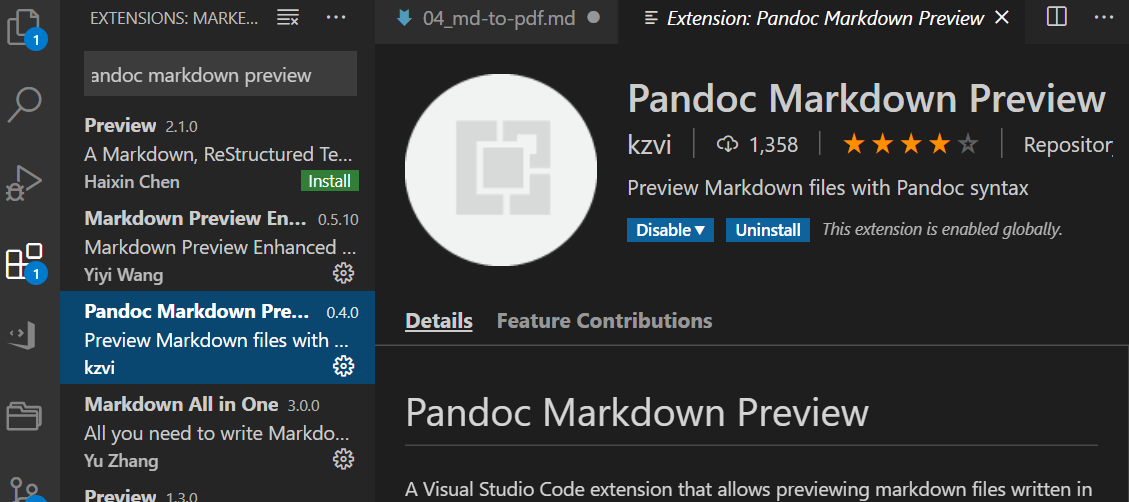 EXTENSIONS: MARKE...
andoc markdown preview
Preview 2.1.0
A Markdown, ReStructured Te...
Haixin Chen
Install
Markdown Preview En... 0.5.10
Markdown Preview Enhanced ...
Yiyi Wang
Pandoc Markdown Pre... 0.4.0
Preview Markdown files with ...
kzvi
Markdown All in One 3.0.0
All you need to write Markdo...
Yu Zhang
Preview 1.3.0
1
1
04_md-to-pdf.md
Extension: Pandoc Markdown Preview
Pandoc Markdown Preview
kzvi 1,358 Repositor
Preview Markdown files with Pandoc syntax
Disable Uninstall This extension is enabled globally.
Details Feature Contributions
Pandoc Markdown Preview
A Visual Studio Code extension that allows previewing markdown files written in